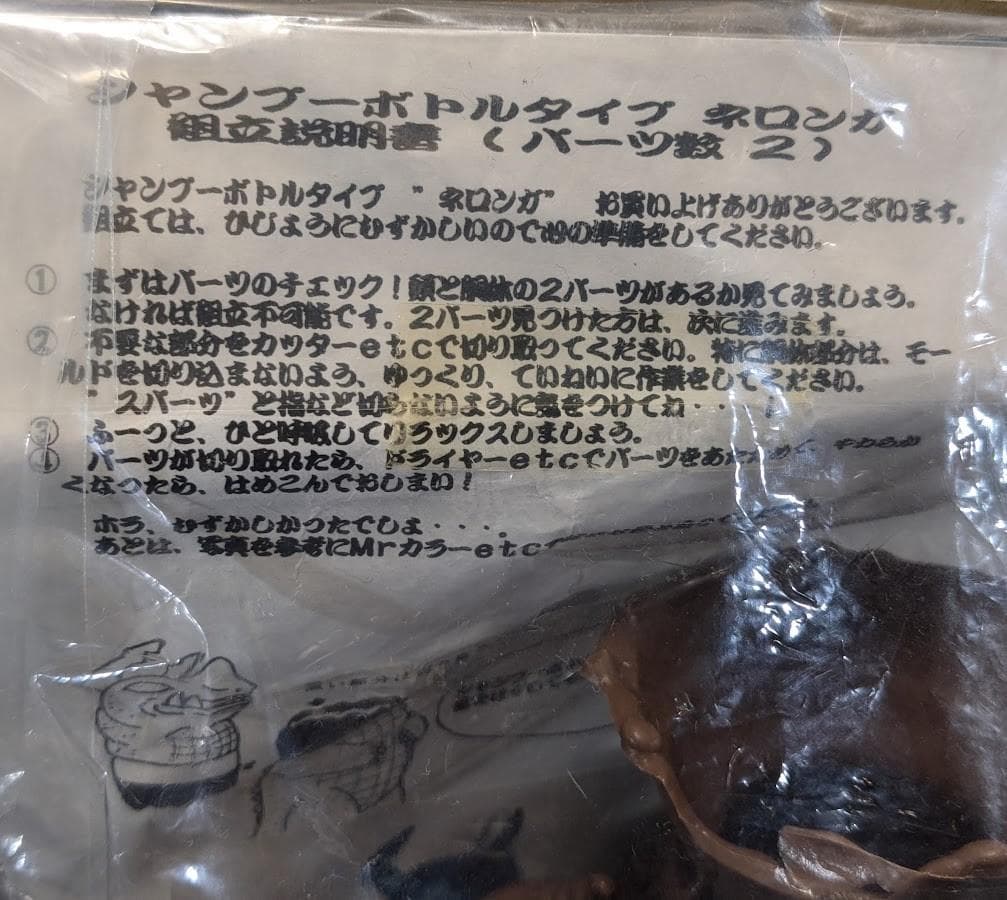 シャンプーボトルタイプ ネロンガ
組立説明書 (パーツ数 2)
シャンプーボトルタイプ "ネロンガ" お買い上げありがとうございます。
組立ては、ひじょうにむずかしいので心の準備をしてください。
① まずはパーツのチェック!顔と胴体の2パーツがあるか見てみましょう。
なければ組立不可能です。2パーツ見つけた方は、次に進みます。
② 不要な部分をカッターetcで切り取ってください。特に 部分は、モー
ルドを切り込まないよう、ゆっくり、ていねいに作業をしてください。
"スパーツ"と指など切らないように気をつけてね・・・
③ ふーっと、ひと呼吸してリラックスしましょう。
④ パーツが切り取れたら、ドライヤーetcでパーツをあたためて やわらか
くなったら、はめこんでおしまい!
ホラ、むずかしかったでしょ・・・。
あとは、写真を参考にMrカラーetc